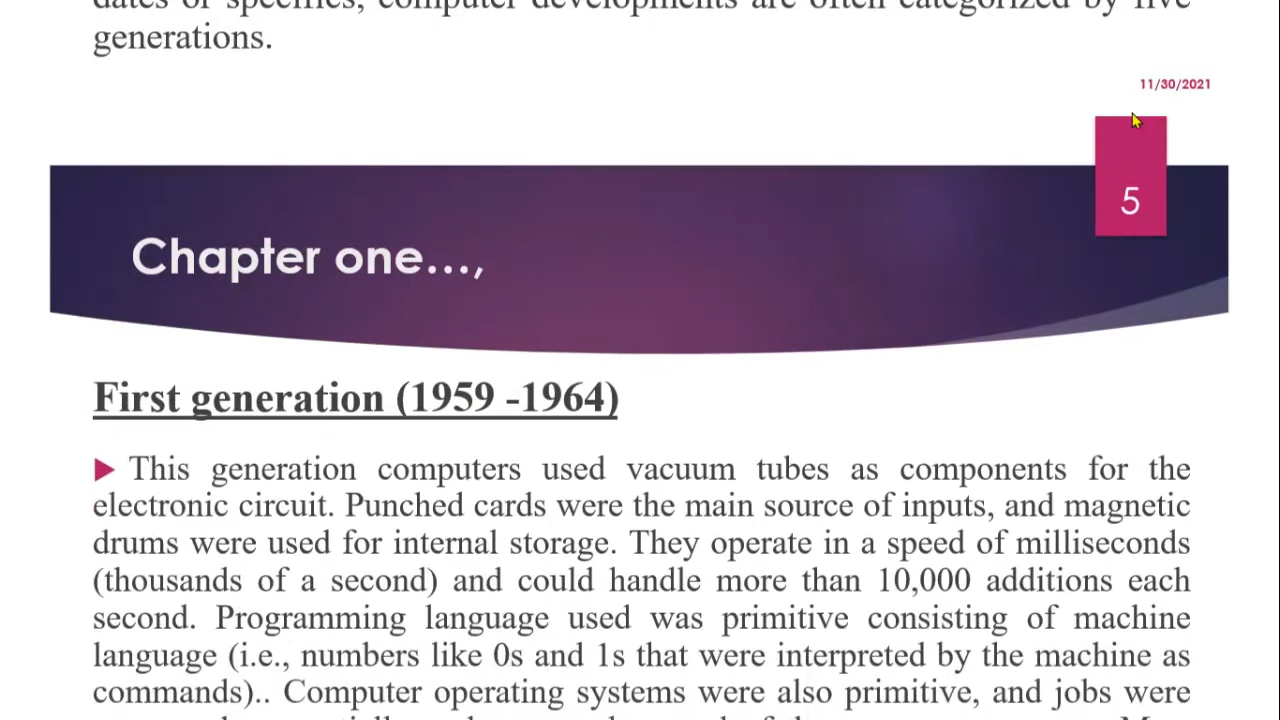 dates or specifics, computer developments are often categorized by five
generations.
11/30/2021
5
Chapter one...,
First generation (1959 -1964)
This generation computers used vacuum tubes as components for the
electronic circuit. Punched cards were the main source of inputs, and magnetic
drums were used for internal storage. They operate in a speed of milliseconds
(thousands of a second) and could handle more than 10,000 additions each
second. Programming language used was primitive consisting of machine
language (i.e., numbers like 0s and 1s that were interpreted by the machine as
commands).. Computer operating systems were also primitive, and jobs were